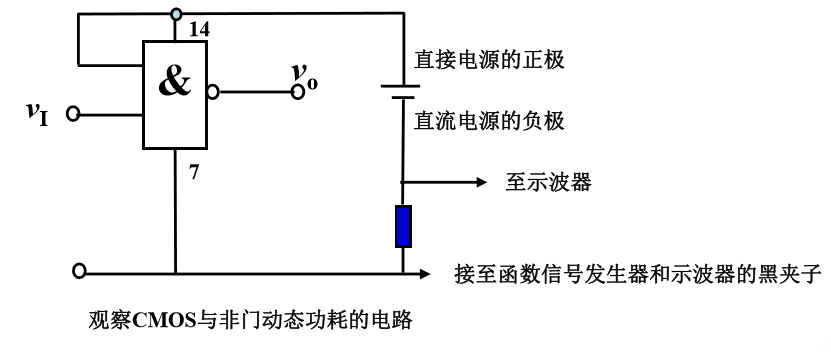 14
&
直接电源的正极
vo
vI
直流电源的负极
7
至示波器
接至函数信号发生器和示波器的黑夹子
观察CMOS与非门动态功耗的电路